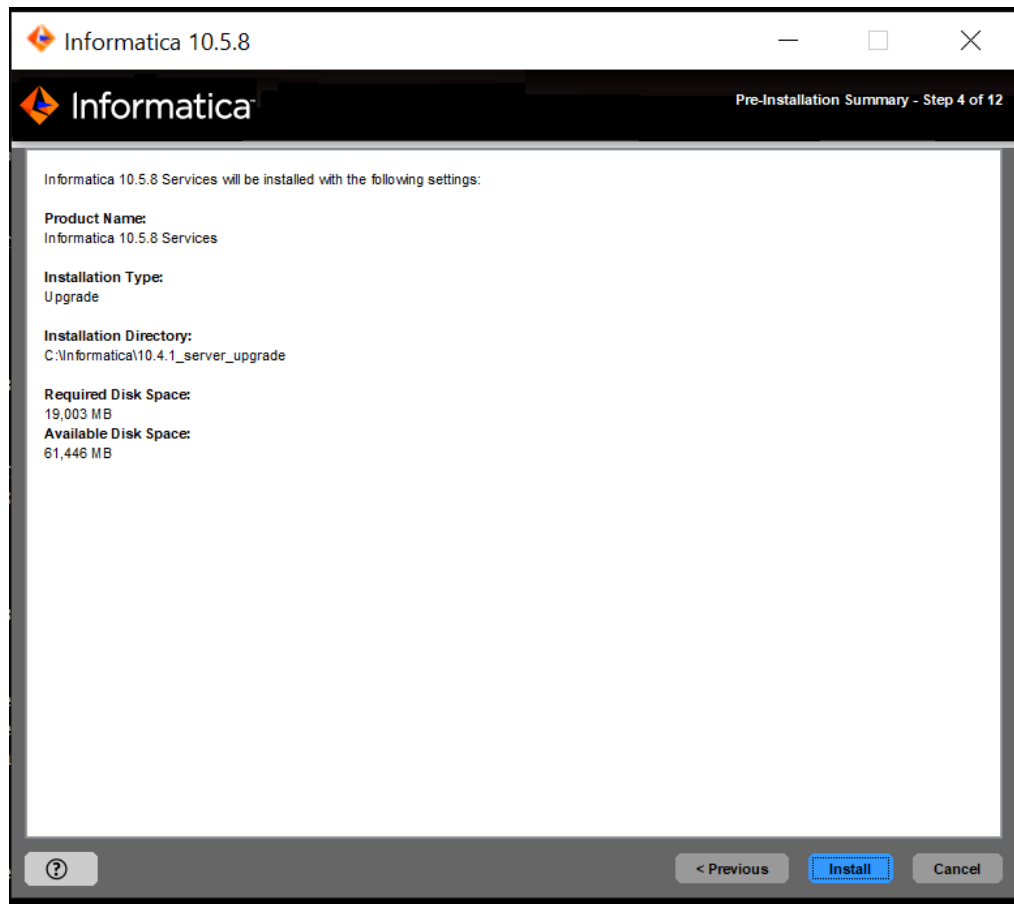 Informatica 10.5.8
Informatica
Pre-Installation Summary - Step 4 of 12
Informatica 10.5.8 Services will be installed with the following settings:
Product Name:
Informatica 10.5.8 Services
Installation Type:
Upgrade
Installation Directory:
C:\Informatica\10.4.1_server_upgrade
Required Disk Space:
19,003 MB
Available Disk Space:
61,446 MB
?
< Previous
Install
Cancel